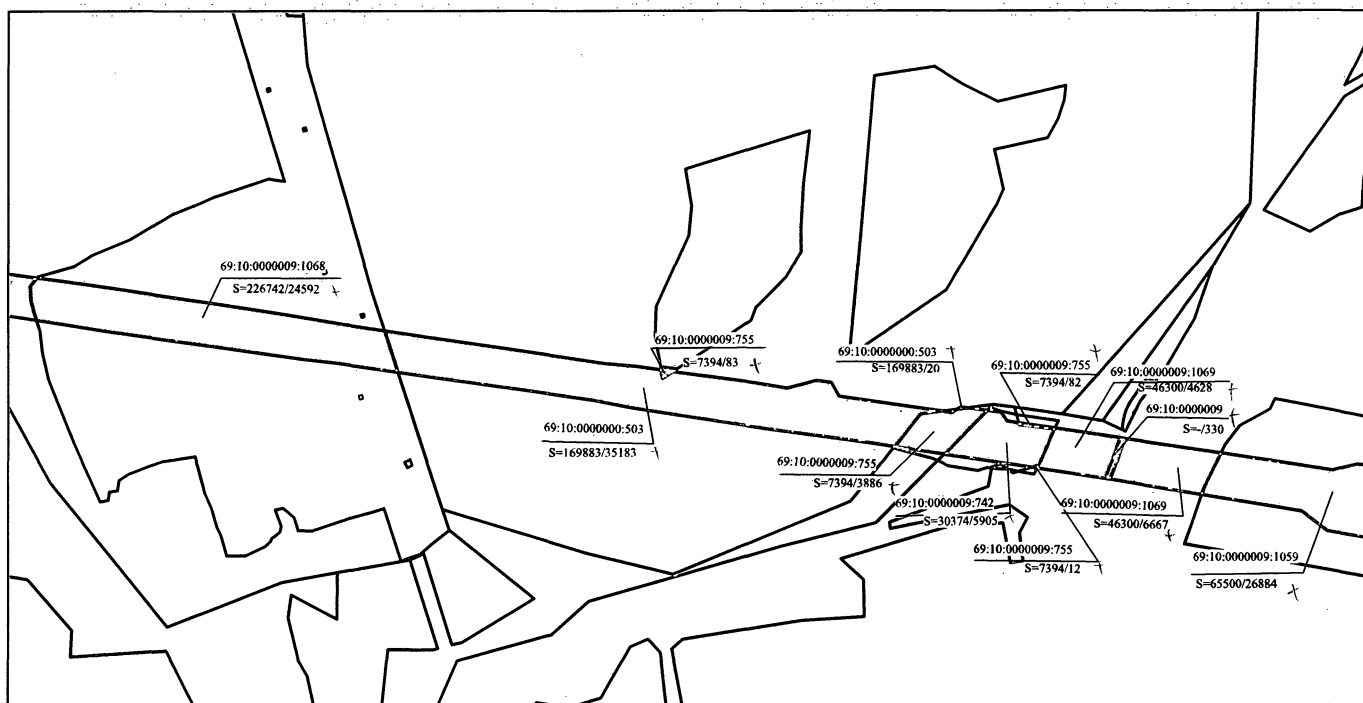 69:10:0000009:1068
S=226742/24592
69:10:0000009:755
S=7394/83
69:10:0000000:503
S=169883/20
69:10:0000009:755
S=7394/82
69:10:0000009:1069
S=46300/4628
69:10:0000009
S=-/330
69:10:0000000:503
S=169883/35183
69:10:0000009:755
S=7394/3886
69:10:0000009:742
S=30374/5905
69:10:0000009:1069
S=46300/6667
69:10:0000009:755
S=7394/12
69:10:0000009:1059
S=65500/26884